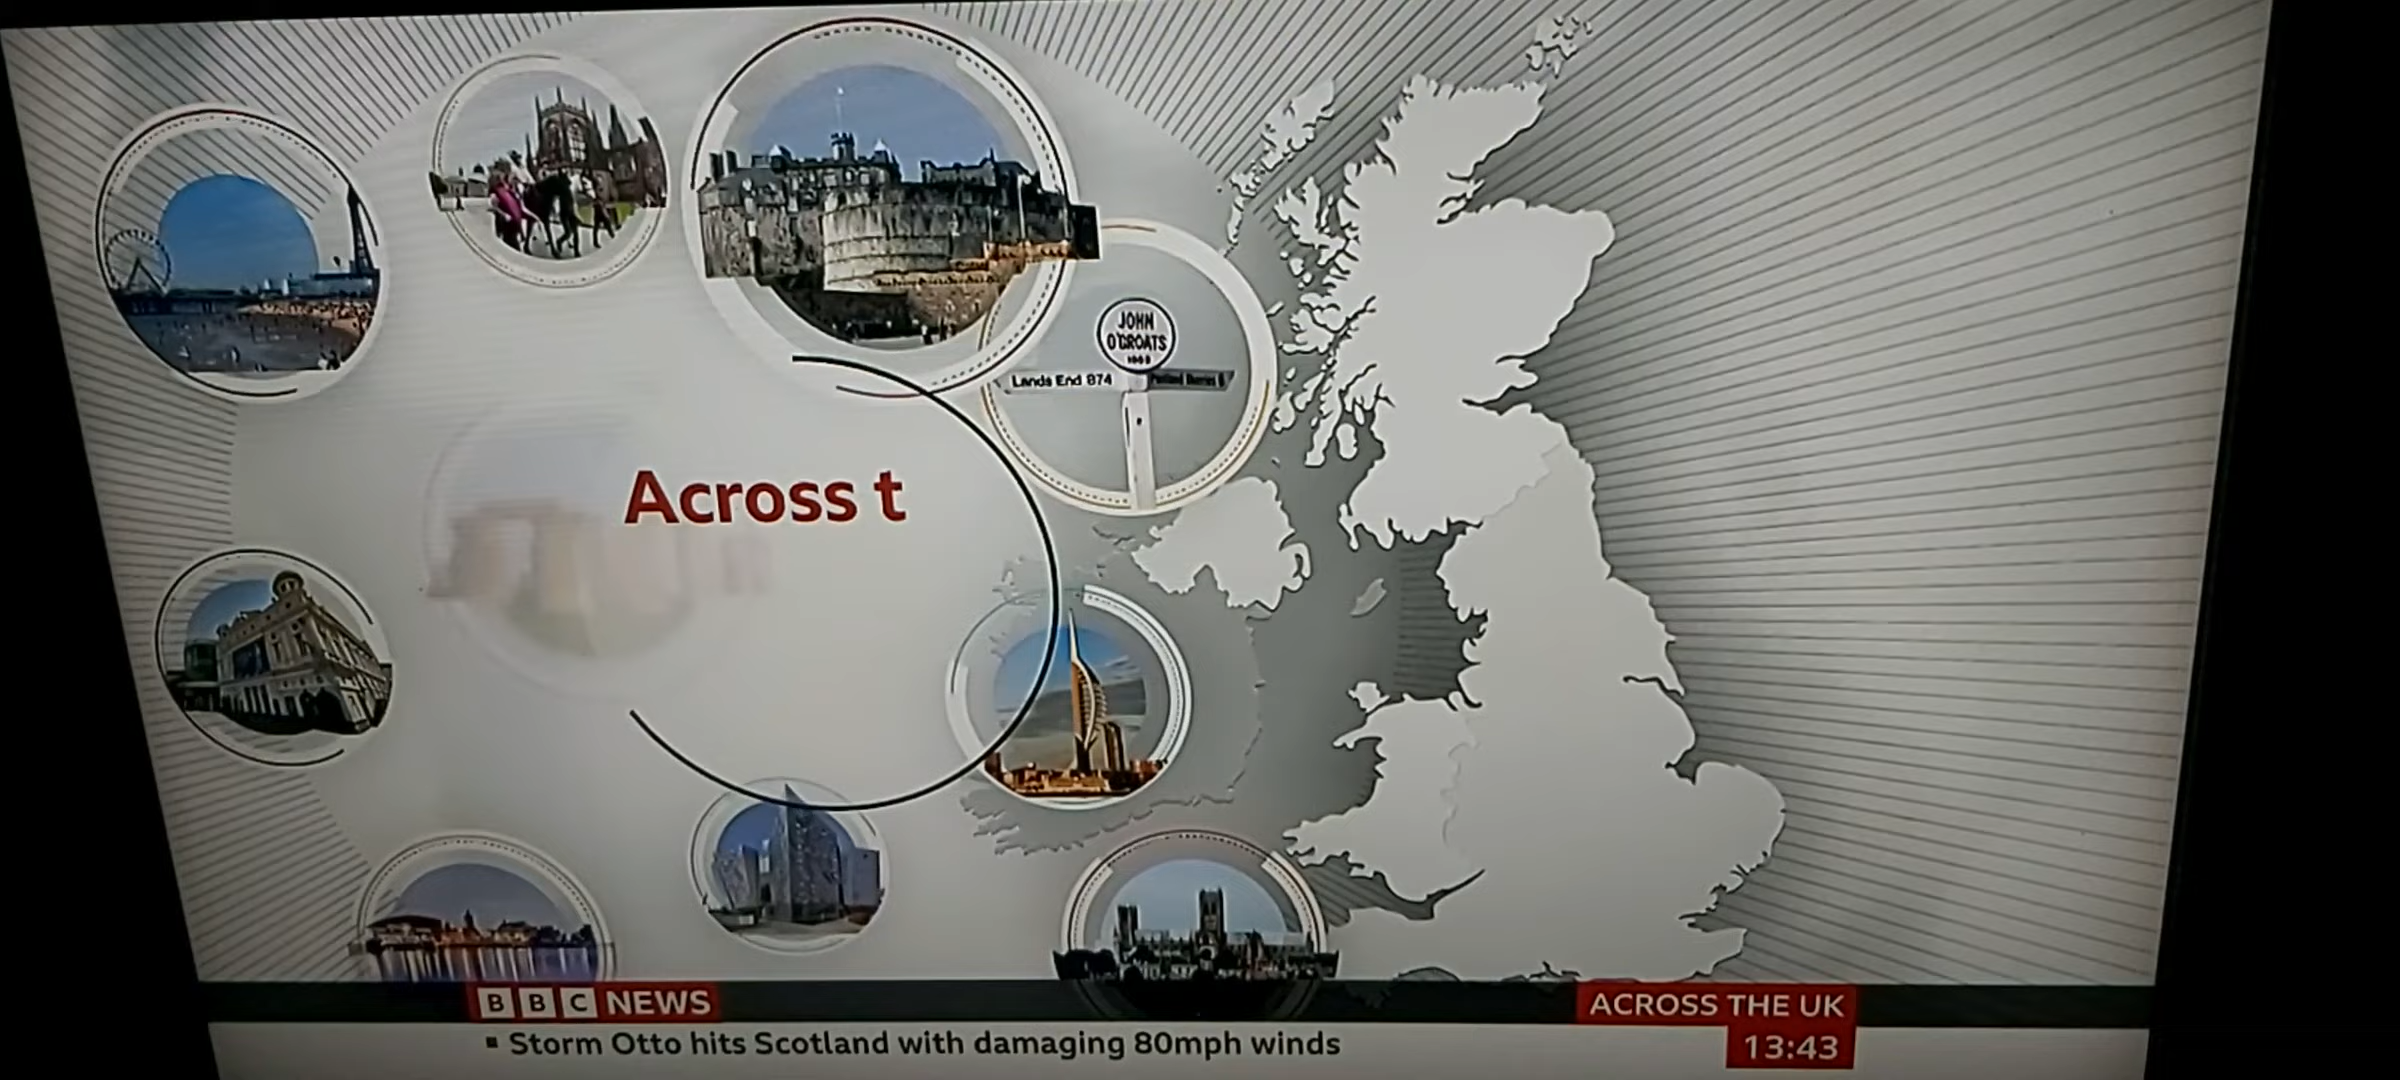 JOHN
O'GROATS
Lands End 874
Across t
BBC NEWS
ACROSS THE UK
▪ Storm Otto hits Scotland with damaging 80mph winds
13:43